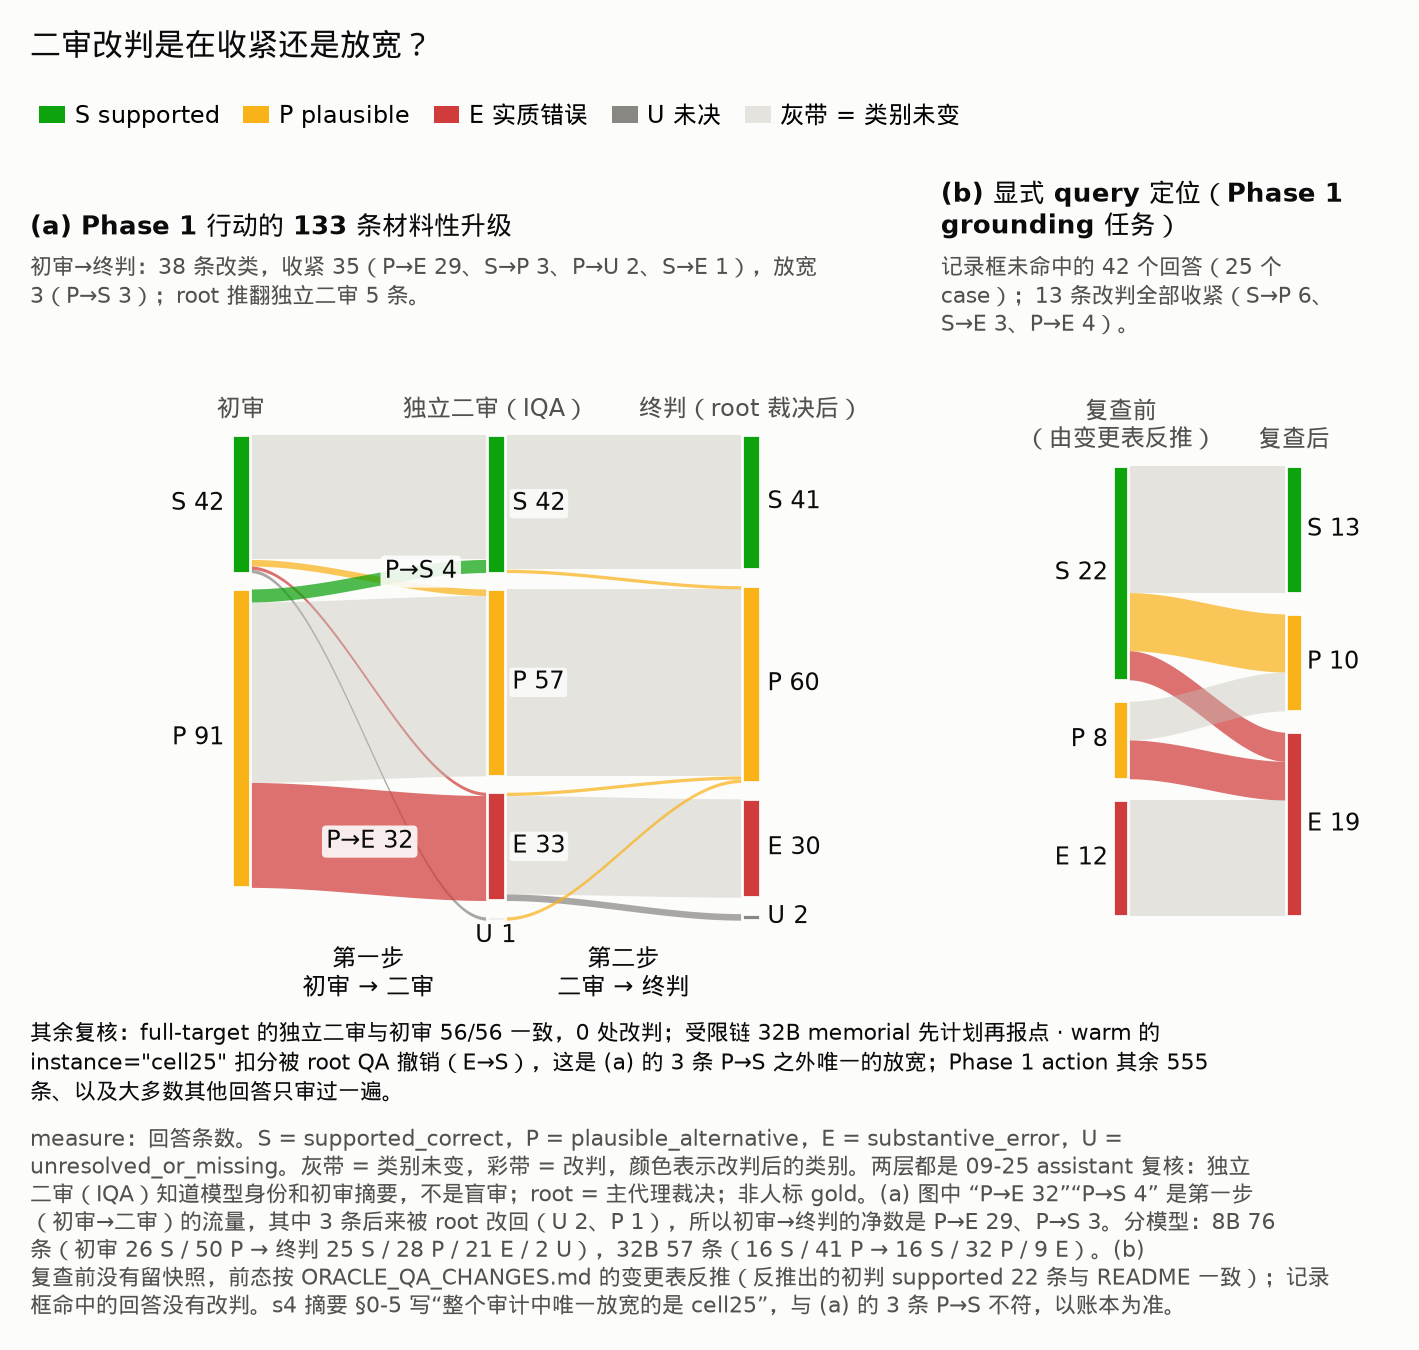 二审改判是在收紧还是放宽？
S supported
P plausible
E 实质错误
U 未决
灰带 = 类别未变
(a) Phase 1 行动的 133 条材料性升级
初审→终判：38 条改类，收紧 35（P→E 29、S→P 3、P→U 2、S→E 1），放宽
3（P→S 3）；root 推翻独立二审 5 条。
(b) 显式 query 定位（Phase 1
grounding 任务）
记录框未命中的 42 个回答（25 个
case）；13 条改判全部收紧（S→P 6、
S→E 3、P→E 4）。
初审
独立二审（IQA）
终判（root 裁决后）
S 42
P 91
P→S 4
P→E 32
S 42
P 57
E 33
U 1
S 41
P 60
E 30
U 2
第一步
初审 → 二审
第二步
二审 → 终判
复查前
（由变更表反推）
复查后
S 22
P 8
E 12
S 13
P 10
E 19
其余复核：full-target 的独立二审与初审 56/56 一致，0 处改判；受限链 32B memorial 先计划再报点 · warm 的
instance="cell25" 扣分被 root QA 撤销（E→S），这是 (a) 的 3 条 P→S 之外唯一的放宽；Phase 1 action 其余 555
条、以及大多数其他回答只审过一遍。
measure：回答条数。S = supported_correct，P = plausible_alternative，E = substantive_error，U =
unresolved_or_missing。灰带 = 类别未变，彩带 = 改判，颜色表示改判后的类别。两层都是 09-25 assistant 复核：独立
二审（IQA）知道模型身份和初审摘要，不是盲审；root = 主代理裁决；非人标 gold。(a) 图中 “P→E 32”“P→S 4” 是第一步
（初审→二审）的流量，其中 3 条后来被 root 改回（U 2、P 1），所以初审→终判的净数是 P→E 29、P→S 3。分模型：8B 76
条（初审 26 S / 50 P → 终判 25 S / 28 P / 21 E / 2 U），32B 57 条（16 S / 41 P → 16 S / 32 P / 9 E）。(b)
复查前没有留快照，前态按 ORACLE_QA_CHANGES.md 的变更表反推（反推出的初判 supported 22 条与 README 一致）；记录
框命中的回答没有改判。s4 摘要 §0-5 写“整个审计中唯一放宽的是 cell25”，与 (a) 的 3 条 P→S 不符，以账本为准。